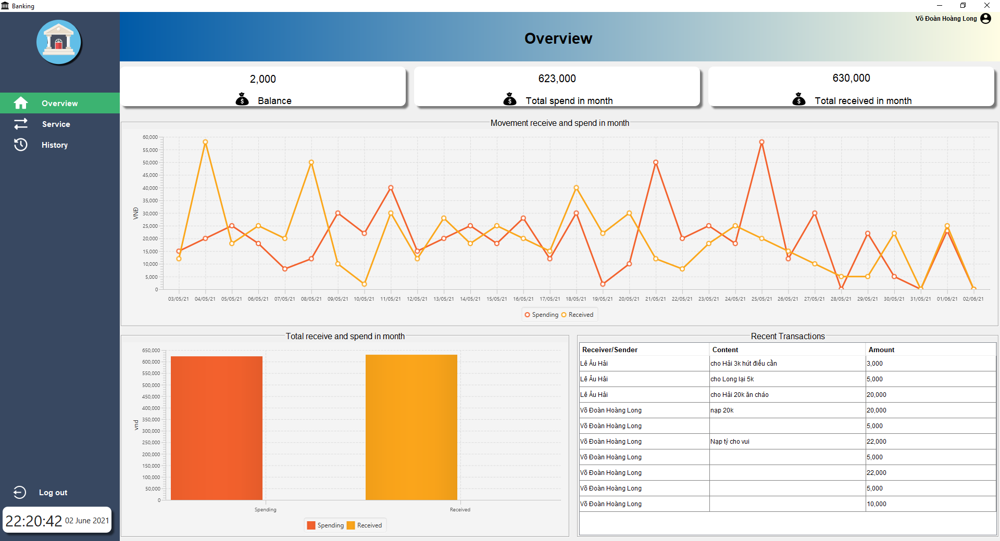 Banking
Võ Đoàn Hoàng Long
Overview
2,000
Balance
623,000
Total spend in month
630,000
Total received in month
Overview
Service
History
Movement receive and spend in month
VNĐ
60,000
55,000
50,000
45,000
40,000
35,000
30,000
25,000
20,000
15,000
10,000
5,000
0
03/05/21 04/05/21 05/05/21 06/05/21 07/05/21 08/05/21 09/05/21 10/05/21 11/05/21 12/05/21 13/05/21 14/05/21 15/05/21 16/05/21 17/05/21 18/05/21 19/05/21 20/05/21 21/05/21 22/05/21 23/05/21 24/05/21 25/05/21 26/05/21 27/05/21 28/05/21 29/05/21 30/05/21 31/05/21 01/06/21 02/06/21
Spending Received
Total receive and spend in month
vnd
650,000
600,000
550,000
500,000
450,000
400,000
350,000
300,000
250,000
200,000
150,000
100,000
50,000
0
Spending Received
Spending Received
Recent Transactions
Receiver/Sender Content Amount
Lê Âu Hải cho Hải 3k hút điếu cần 3,000
Lê Âu Hải cho Long lại 5k 5,000
Lê Âu Hải cho Hải 20k ăn cháo 20,000
Võ Đoàn Hoàng Long nạp 20k 20,000
Võ Đoàn Hoàng Long 5,000
Võ Đoàn Hoàng Long Nạp tý cho vui 22,000
Võ Đoàn Hoàng Long 5,000
Võ Đoàn Hoàng Long 22,000
Võ Đoàn Hoàng Long 5,000
Võ Đoàn Hoàng Long 10,000
Log out
22:20:42 02 June 2021